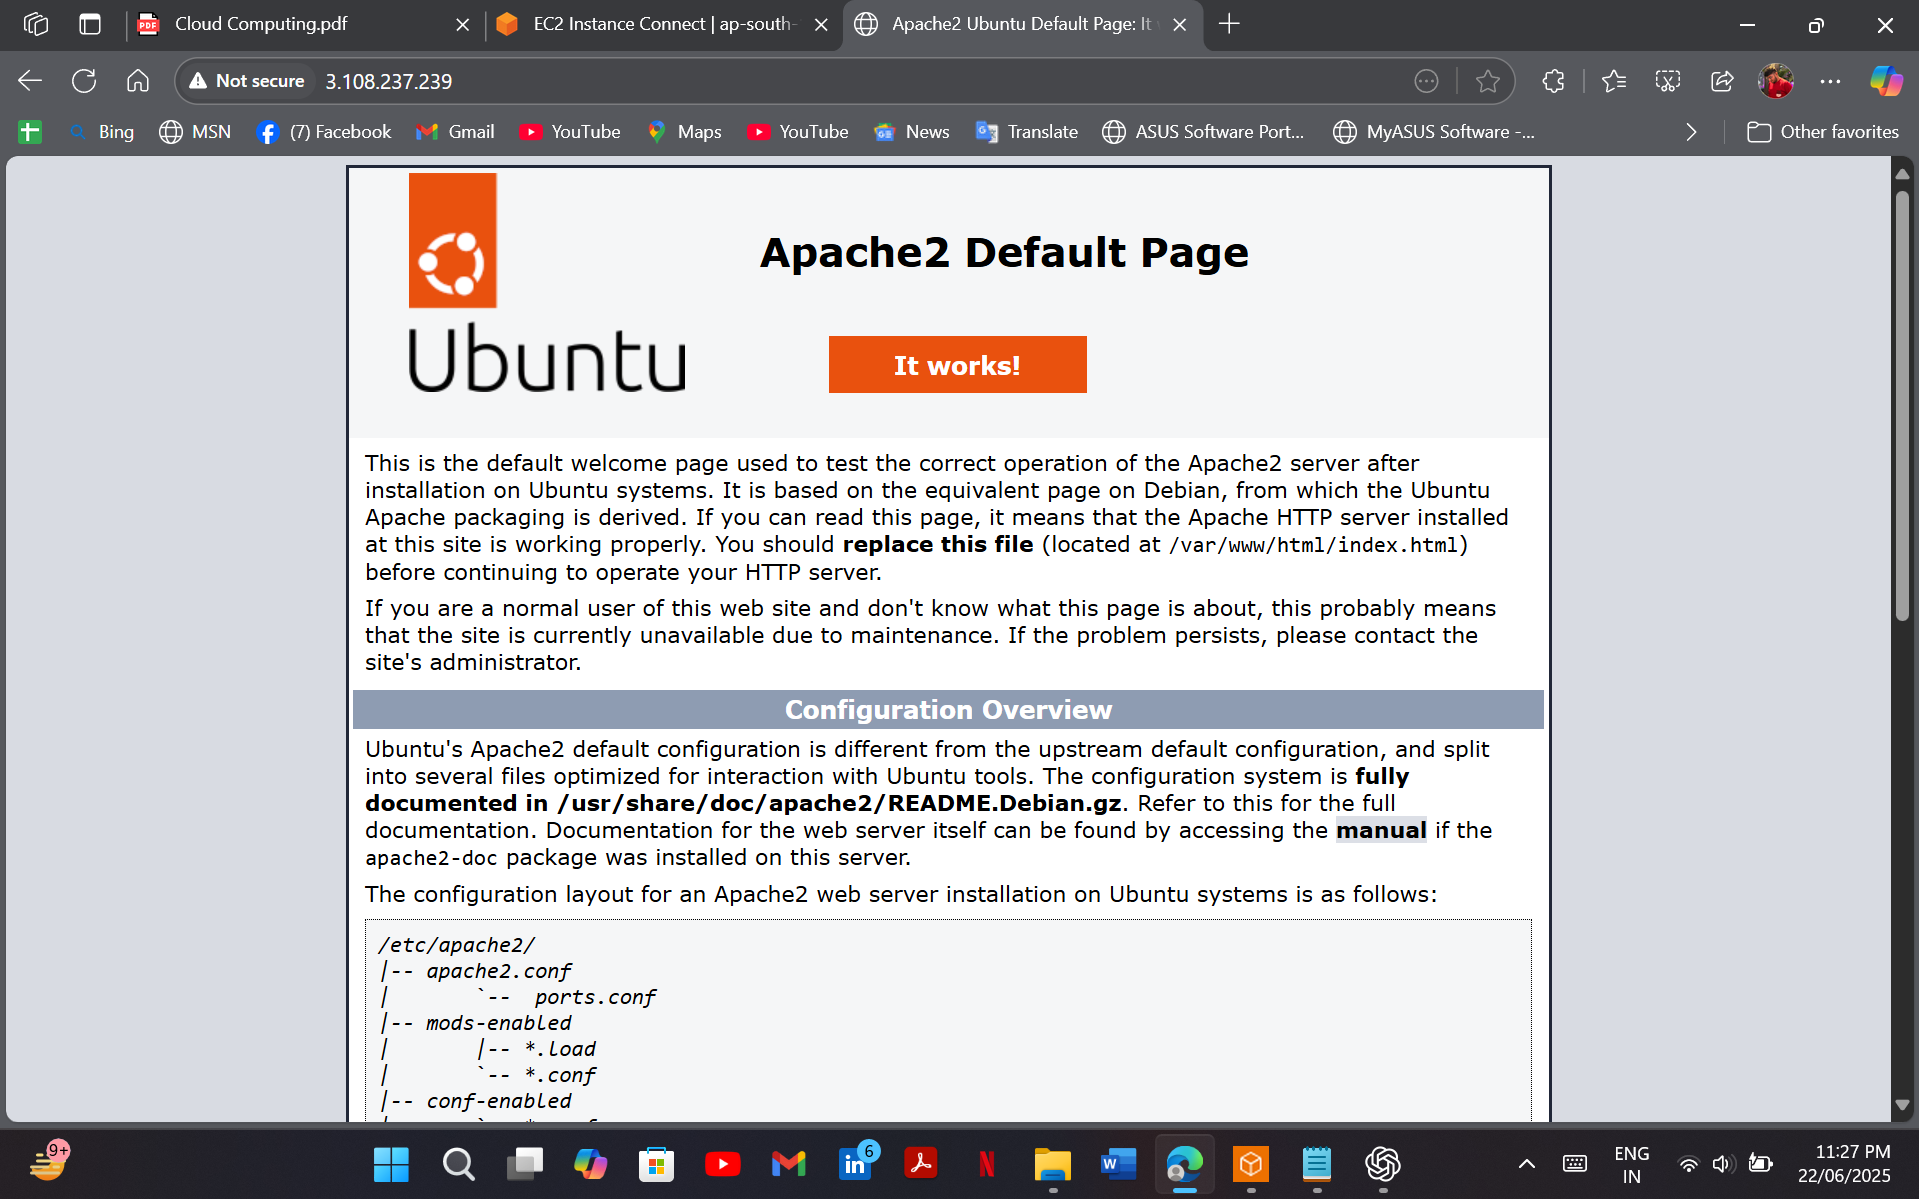 Cloud Computing.pdf
EC2 Instance Connect | ap-south-
Apache2 Ubuntu Default Page: It
Not secure
3.108.237.239
Bing
MSN
(7) Facebook
Gmail
YouTube
Maps
YouTube
News
Translate
ASUS Software Port...
MyASUS Software -...
Other favorites
Ubuntu
Apache2 Default Page
It works!
This is the default welcome page used to test the correct operation of the Apache2 server after
installation on Ubuntu systems. It is based on the equivalent page on Debian, from which the Ubuntu
Apache packaging is derived. If you can read this page, it means that the Apache HTTP server installed
at this site is working properly. You should replace this file (located at /var/www/html/index.html)
before continuing to operate your HTTP server.
If you are a normal user of this web site and don't know what this page is about, this probably means
that the site is currently unavailable due to maintenance. If the problem persists, please contact the
site's administrator.
Configuration Overview
Ubuntu's Apache2 default configuration is different from the upstream default configuration, and split
into several files optimized for interaction with Ubuntu tools. The configuration system is fully
documented in /usr/share/doc/apache2/README.Debian.gz. Refer to this for the full
documentation. Documentation for the web server itself can be found by accessing the manual if the
apache2-doc package was installed on this server.
The configuration layout for an Apache2 web server installation on Ubuntu systems is as follows:
/etc/apache2/
|-- apache2.conf
|       `--  ports.conf
|-- mods-enabled
|       |-- *.load
|       `-- *.conf
|-- conf-enabled
9+
6
ENG
IN
11:27 PM
22/06/2025